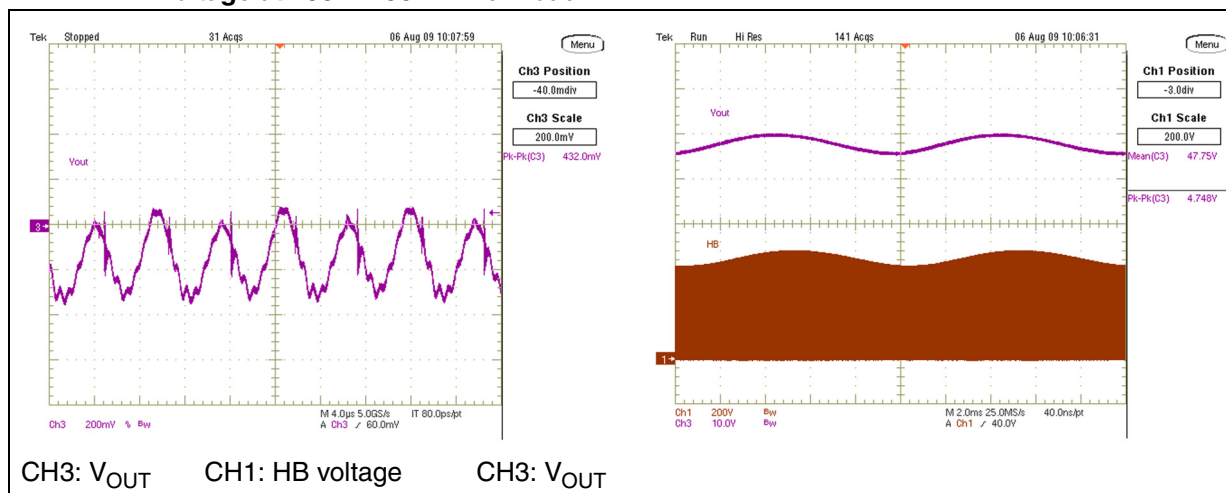 Tek Stopped 31 Acqs 06 Aug 09 10:07:59
Menu
Ch3 Position
-40.0mdiv
Ch3 Scale
200.0mV
Pk-Pk(C3) 432.0mV
Vout
3
M 4.0µs 5.0GS/s IT 80.0ps/pt
Ch3 200mV % Bw
A Ch3 ⁄ 60.0mV
Tek Run Hi Res 141 Acqs 06 Aug 09 10:06:31
Menu
Ch1 Position
-3.0div
Ch1 Scale
200.0V
Mean(C3) 47.75V
Pk-Pk(C3) 4.748V
Vout
HB
1
Ch1 200V Bw
Ch3 10.0V Bw
M 2.0ms 25.0MS/s 40.0ns/pt
A Ch1 ⁄ 40.0V
CH3: VOUT CH1: HB voltage CH3: VOUT